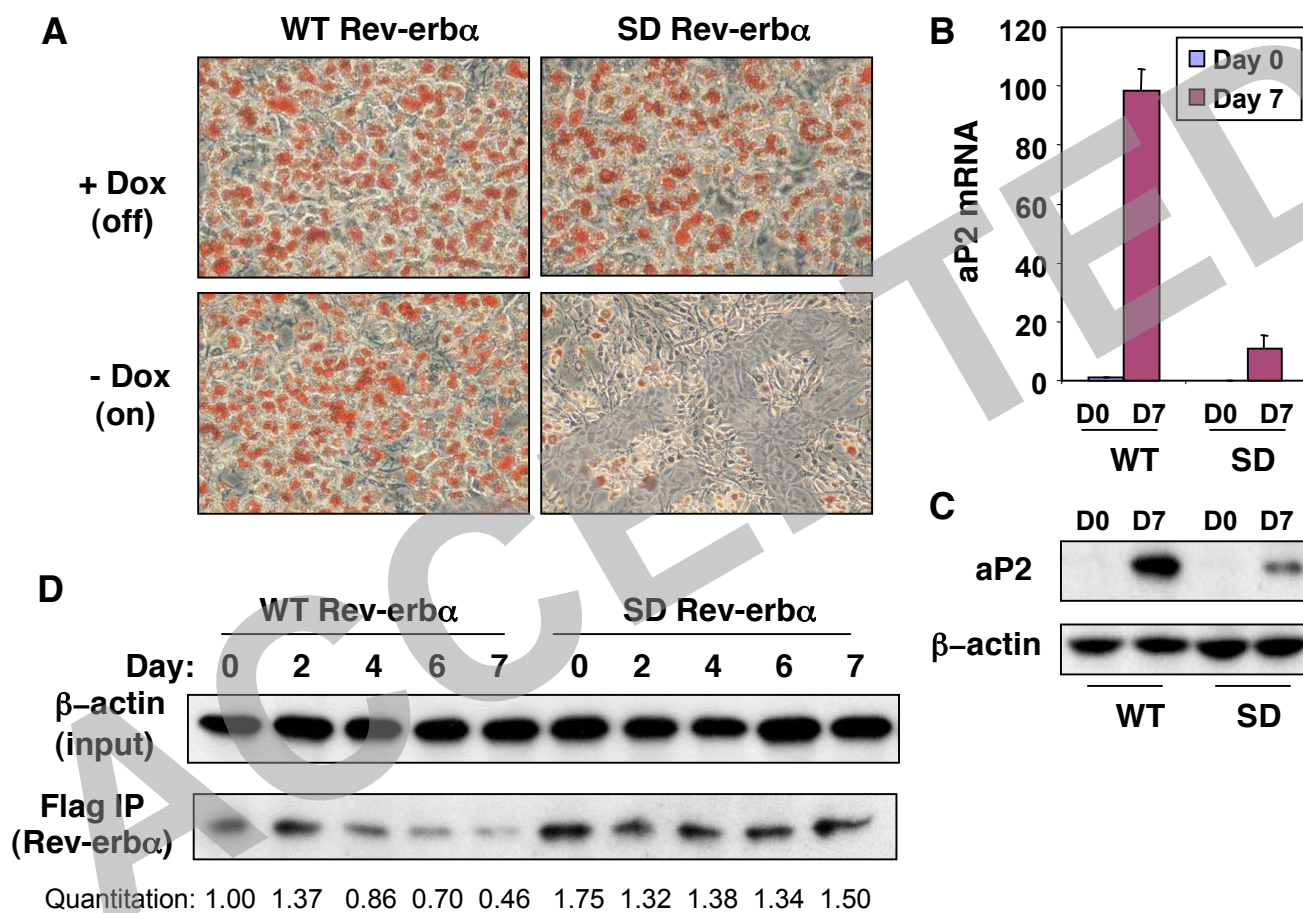 A
WT Rev-erbα
SD Rev-erbα
+ Dox
(off)
- Dox
(on)
B
120
100
80
60
40
20
0
aP2 mRNA
Day 0
Day 7
D0 D7 D0 D7
WT SD
C
D0 D7 D0 D7
aP2
β–actin
WT SD
D
WT Rev-erbα SD Rev-erbα
Day: 0 2 4 6 7 0 2 4 6 7
β–actin
(input)
Flag IP
(Rev-erbα)
Quantitation: 1.00 1.37 0.86 0.70 0.46 1.75 1.32 1.38 1.34 1.50
ACCEPTED